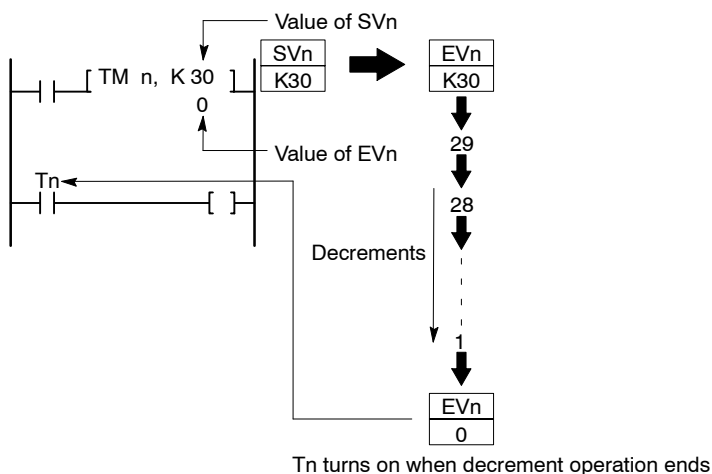 Value of SVn
SVn
K30
EVn
K30
[ TM n, K 30 ]
0
Value of EVn
29
Tn
[ ]
28
Decrements
1
EVn
0
Tn turns on when decrement operation ends